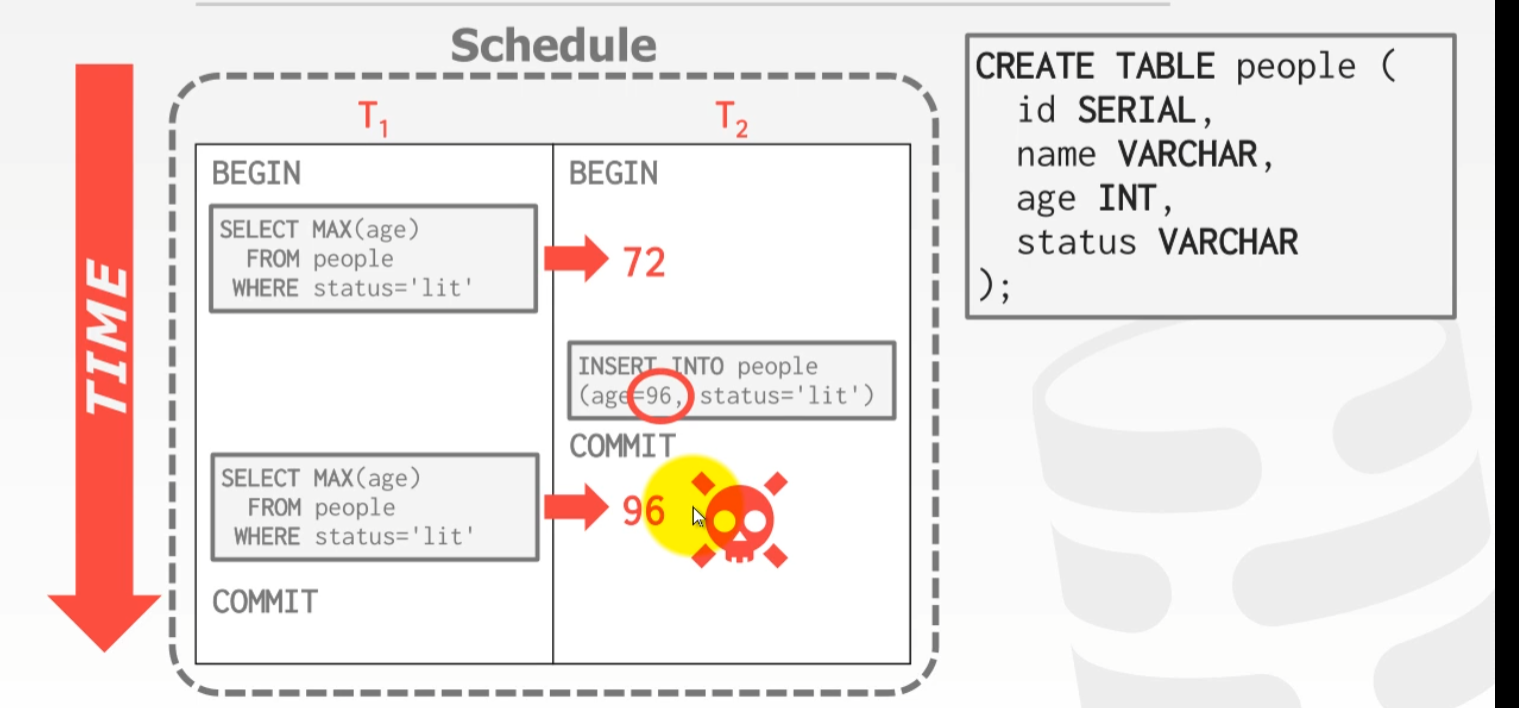 Schedule
TIME
T1
T2
BEGIN
SELECT MAX(age)
FROM people
WHERE status='lit'
72
SELECT MAX(age)
FROM people
WHERE status='lit'
96
COMMIT
BEGIN
INSERT INTO people
(age=96, status='lit')
COMMIT
CREATE TABLE people (
id SERIAL,
name VARCHAR,
age INT,
status VARCHAR
);